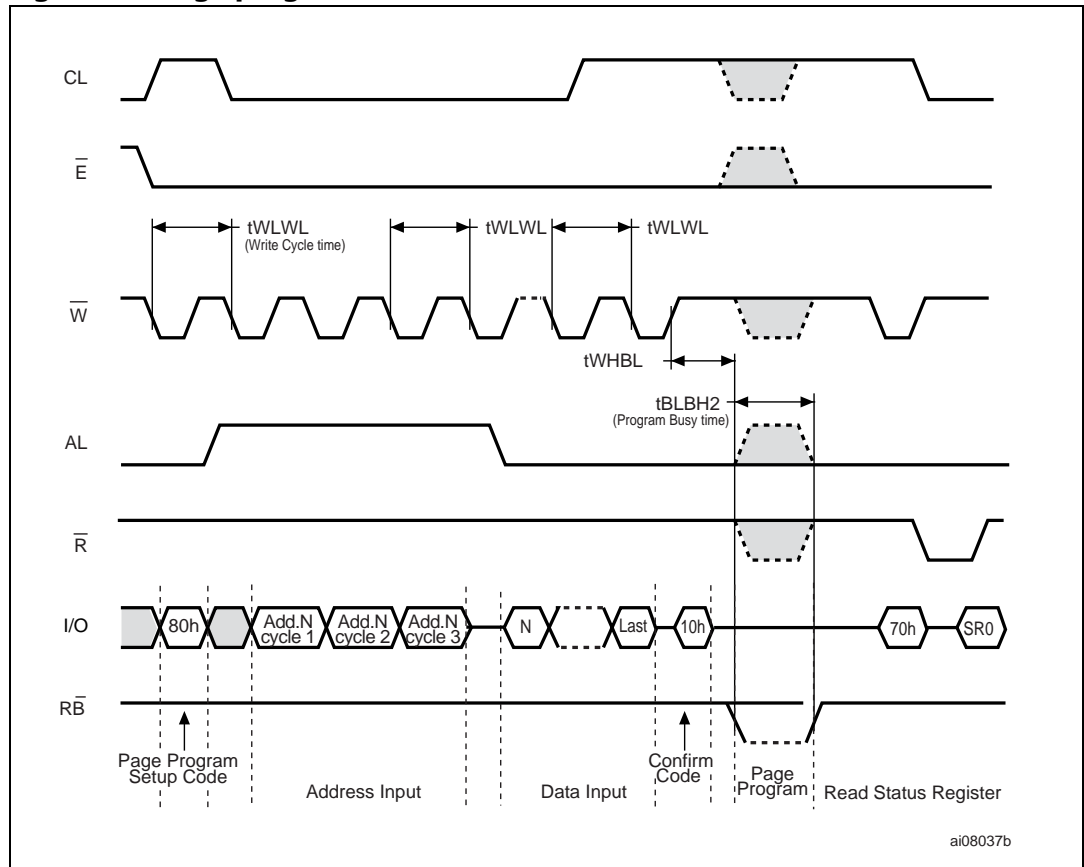 CL
E
tWLWL
(Write Cycle time)
tWLWL
tWLWL
W
tWHBL
tBLBH2
(Program Busy time)
AL
R
I/O
80h
Add.N
cycle 1
Add.N
cycle 2
Add.N
cycle 3
N
Last
10h
70h
SR0
RB
Page Program
Setup Code
Address Input
Data Input
Confirm
Code
Page
Program
Read Status Register
ai08037b